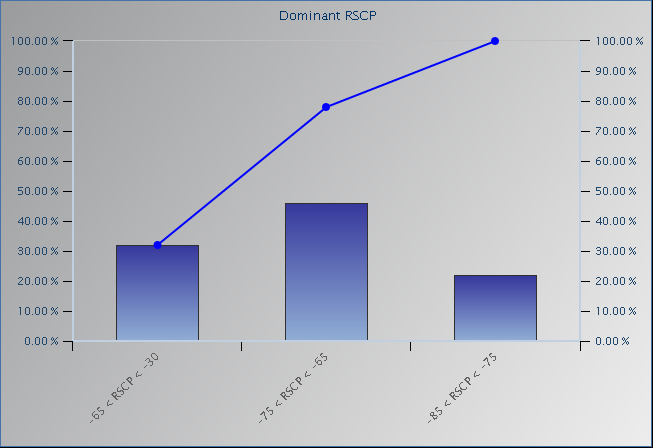 Dominant RSCP
100.00 % 100.00 %
90.00 % 90.00 %
80.00 % 80.00 %
70.00 % 70.00 %
60.00 % 60.00 %
50.00 % 50.00 %
40.00 % 40.00 %
30.00 % 30.00 %
20.00 % 20.00 %
10.00 % 10.00 %
0.00 % 0.00 %
-65 < RSCP < -30
-75 < RSCP < -65
-85 < RSCP < -75